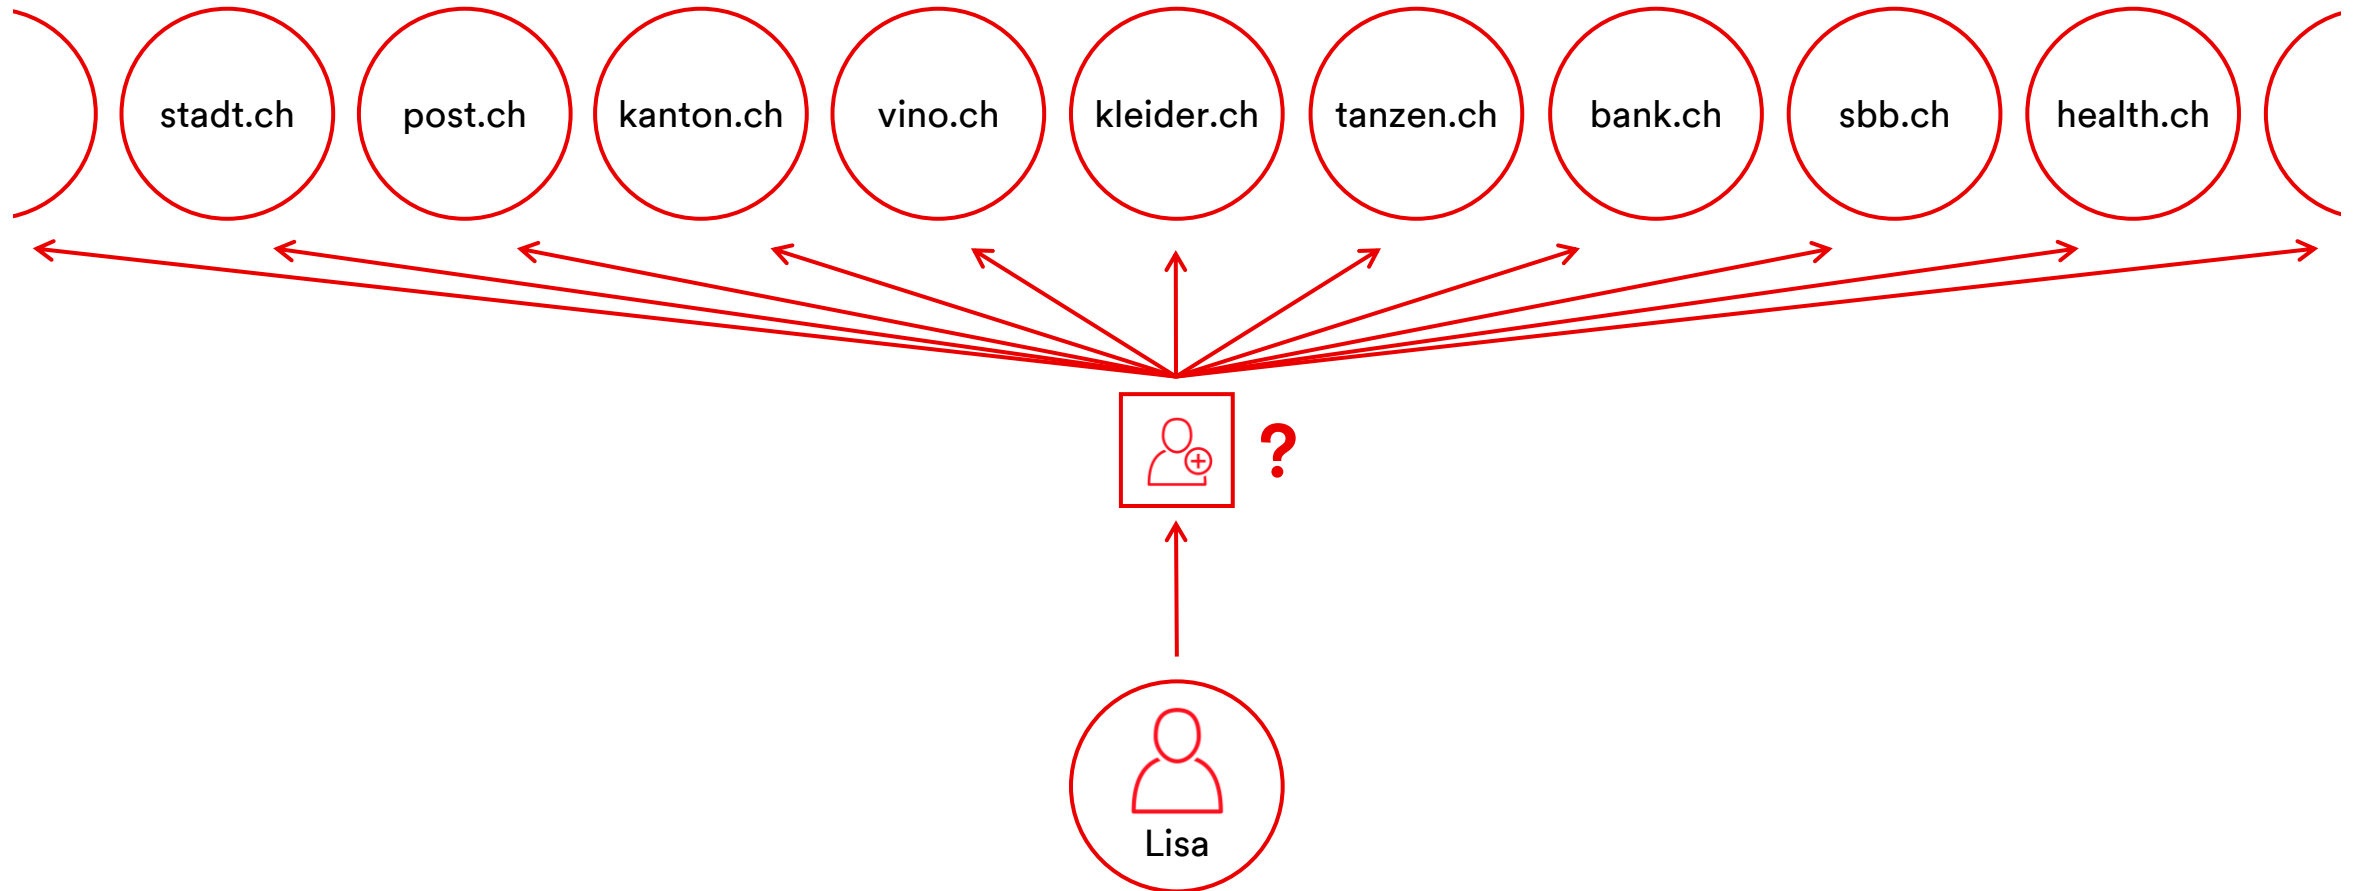 stadt.ch
post.ch
kanton.ch
vino.ch
kleider.ch
tanzen.ch
bank.ch
sbb.ch
health.ch
?
Lisa